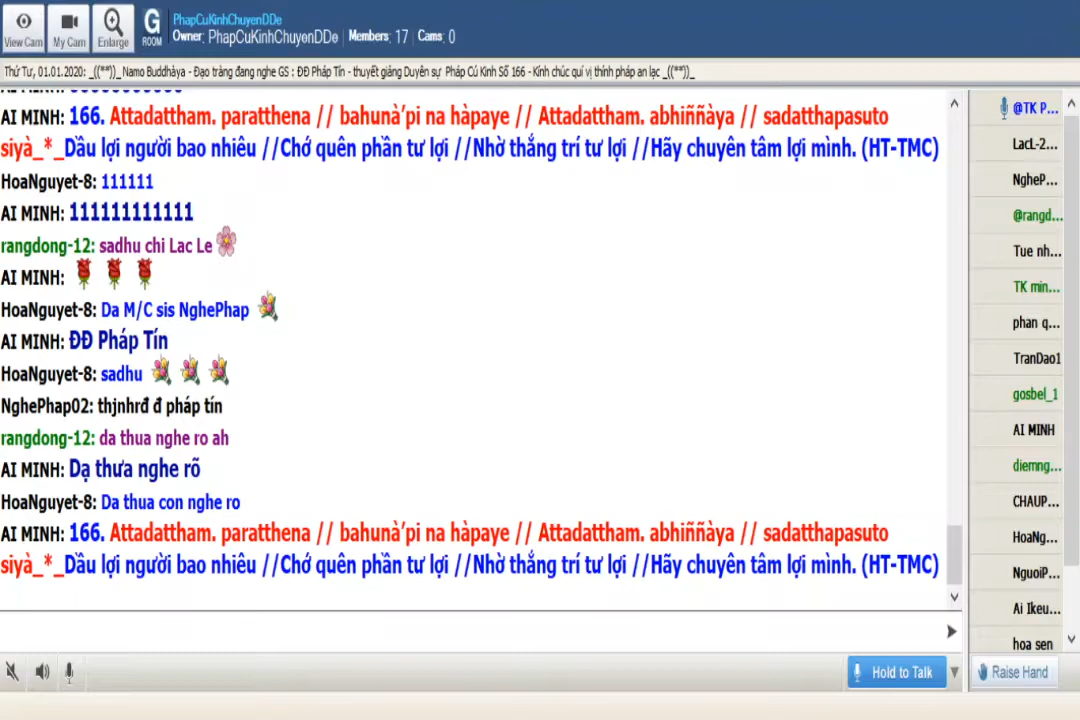 PhapCuKinhChuyenDDe
View Cam My Cam Enlarge G ROOM Owner: PhapCuKinhChuyenDDe Members: 17 Cams: 0
Thứ Tư, 01.01.2020: _((**))_ Namo Buddhàya - Đạo tràng đang nghe GS : ĐĐ Pháp Tín - thuyết giảng Duyên sự Pháp Cú Kinh Số 166 - Kính chúc quí vị thính pháp an lạc _((**))_
AI MINH: 166. Attadattham. paratthena // bahunà’pi na hàpaye // Attadattham. abhiññàya // sadatthapasuto
siyà_*_Dầu lợi người bao nhiêu //Chớ quên phần tư lợi //Nhờ thắng trí tư lợi //Hãy chuyên tâm lợi mình. (HT-TMC)
HoaNguyet-8: 111111
AI MINH: 111111111111
rangdong-12: sadhu chi Lac Le
AI MINH:
HoaNguyet-8: Da M/C sis NghePhap
AI MINH: ĐĐ Pháp Tín
HoaNguyet-8: sadhu
NghePhap02: thjnhrđ đ pháp tín
rangdong-12: da thua nghe ro ah
AI MINH: Dạ thưa nghe rõ
HoaNguyet-8: Da thua con nghe ro
AI MINH: 166. Attadattham. paratthena // bahunà’pi na hàpaye // Attadattham. abhiññàya // sadatthapasuto
siyà_*_Dầu lợi người bao nhiêu //Chớ quên phần tư lợi //Nhờ thắng trí tư lợi //Hãy chuyên tâm lợi mình. (HT-TMC)
@TK P...
LacL-2...
NgheP...
@rangd...
Tue nh...
TK min...
phan q...
TranDao1
gosbel_1
AI MINH
diemng...
CHAUP...
HoaNg...
NguoiP...
Ai Ikeu...
hoa sen
Hold to Talk
Raise Hand